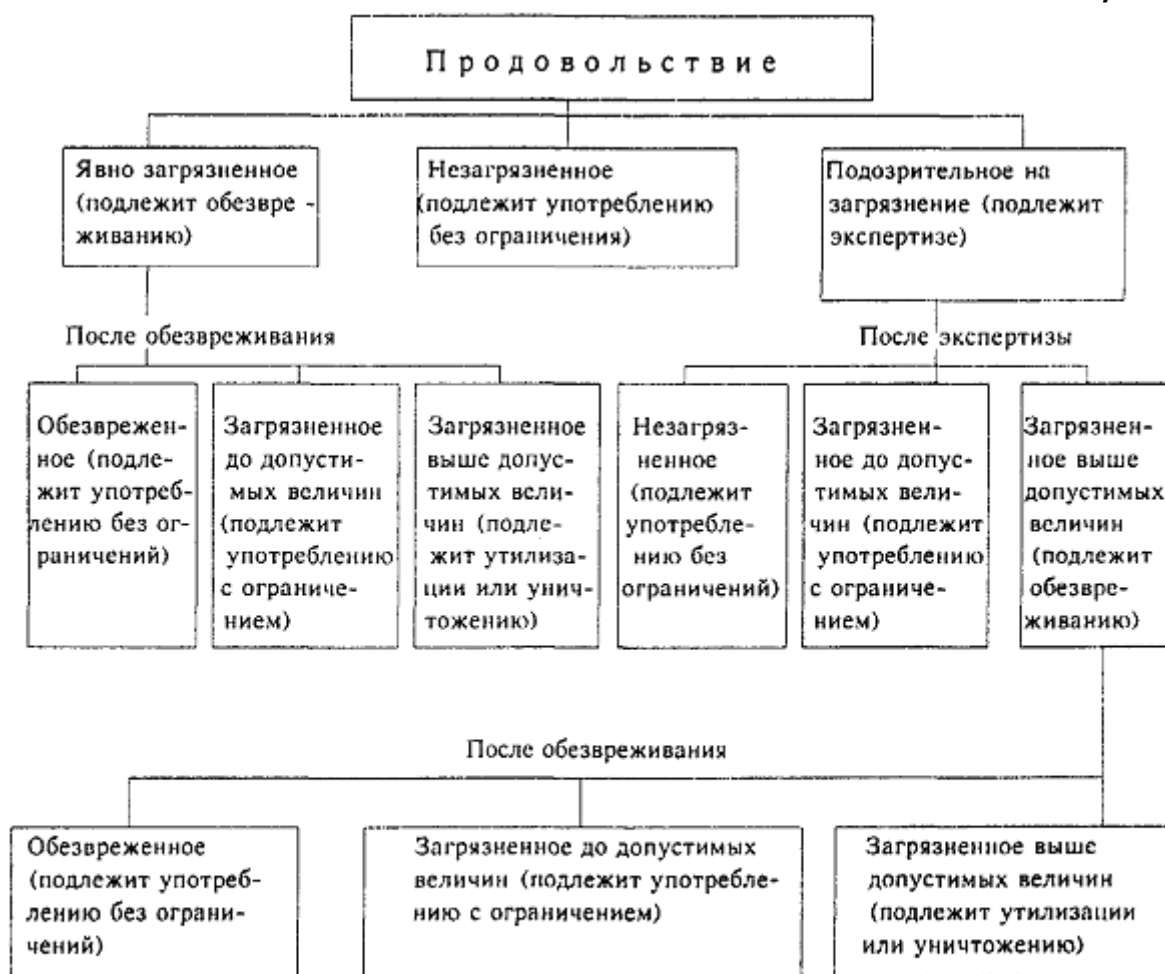 Продовольствие
Явно загрязненное
(подлежит обезвре -
живанию)
Незагрязненное
(подлежит употреблению
без ограничения)
Подозрительное на
загрязнение (подлежит
экспертизе)
После обезвреживания
После экспертизы
Обезврежен-
ное (подле-
жит употреб-
лению без ог-
раничений)
Загрязненное
до допусти-
мых величин
(подлежит
употреблению
с ограниче-
нием)
Загрязненное
выше допус-
тимых вели-
чин (подле-
жит утилиза-
ции или унич-
тожению)
Незагряз-
ненное
(подлежит
употребле-
нию без
ограничений)
Загрязнен-
ное до допус-
тимых вели-
чин (подлежит
употреблению
с ограниче-
нием)
Загрязнен-
ное выше
допустимых
величин
(подлежит
обезвре-
живанию)
После обезвреживания
Обезвреженное
(подлежит употреб-
лению без ограни-
чений)
Загрязненное до допустимых
величин (подлежит употребле-
нию с ограничением)
Загрязненное выше
допустимых величин
(подлежит утилизации
или уничтожению)